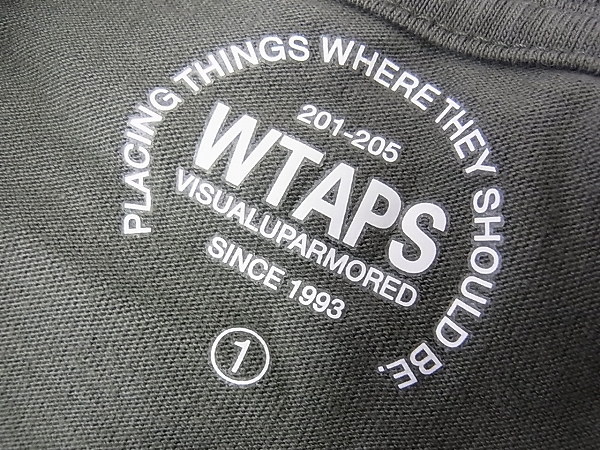 PLACING THINGS WHERE THEY SHOULD BE.
201-205
WTAPS
VISUALUPARMORED
SINCE 1993
1